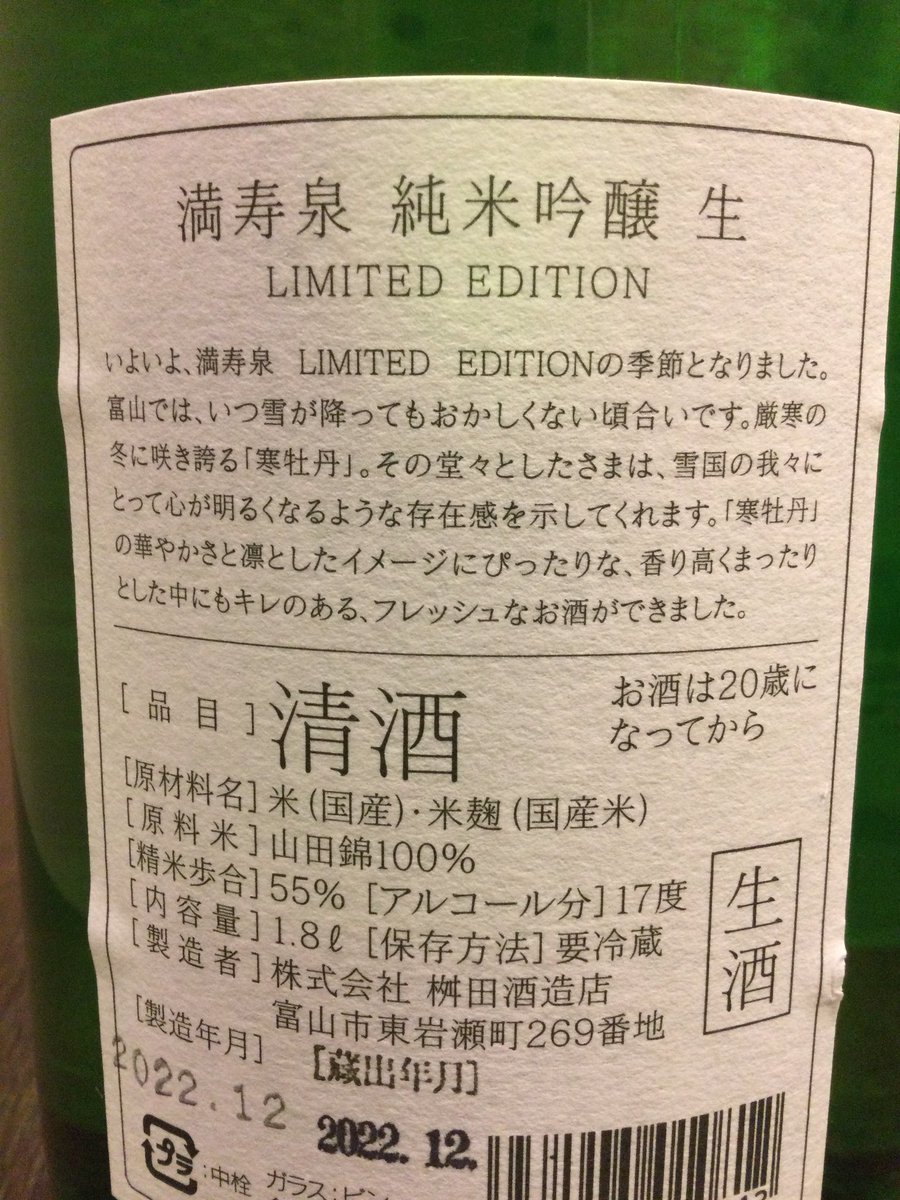 満寿泉 純米吟醸 生
LIMITED EDITION
いよいよ、満寿泉 LIMITED EDITIONの季節となりました。
富山では、いつ雪が降ってもおかしくない頃合いです。厳寒の
冬に咲き誇る「寒牡丹」。その堂々としたさまは、雪国の我々に
とって心が明るくなるような存在感を示してくれます。「寒牡丹」
の華やかさと凛としたイメージにぴったりな、香り高くまったり
とした中にもキレのある、フレッシュなお酒ができました。
[品目]清酒
お酒は20歳に
なってから
[原材料名]米(国産)・米麹(国産米)
[原料米]山田錦100%
[精米歩合]55% [アルコール分]17度
[内容量]1.8ℓ [保存方法]要冷蔵
[製造者]株式会社 桝田酒造店
富山市東岩瀬町269番地
生酒
[製造年月]
2022.12
[蔵出年月]
2022.12.
プラ
:中栓 ガラス:ビン